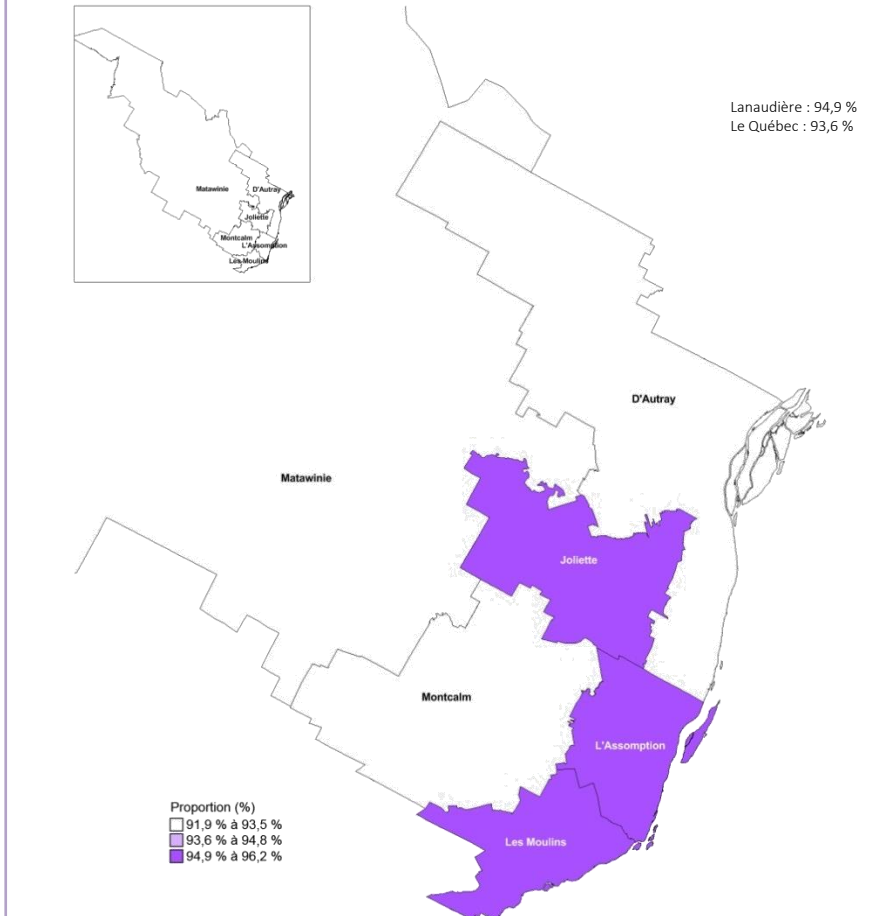 Lanaudière : 94,9 %
Le Québec : 93,6 %
Matawinie
D'Autray
Joliette
Montcalm
L'Assomption
Les Moulins
D'Autray
Matawinie
Joliette
Montcalm
L'Assomption
Les Moulins
Proportion (%)
91,9 % à 93,5 %
93,6 % à 94,8 %
94,9 % à 96,2 %